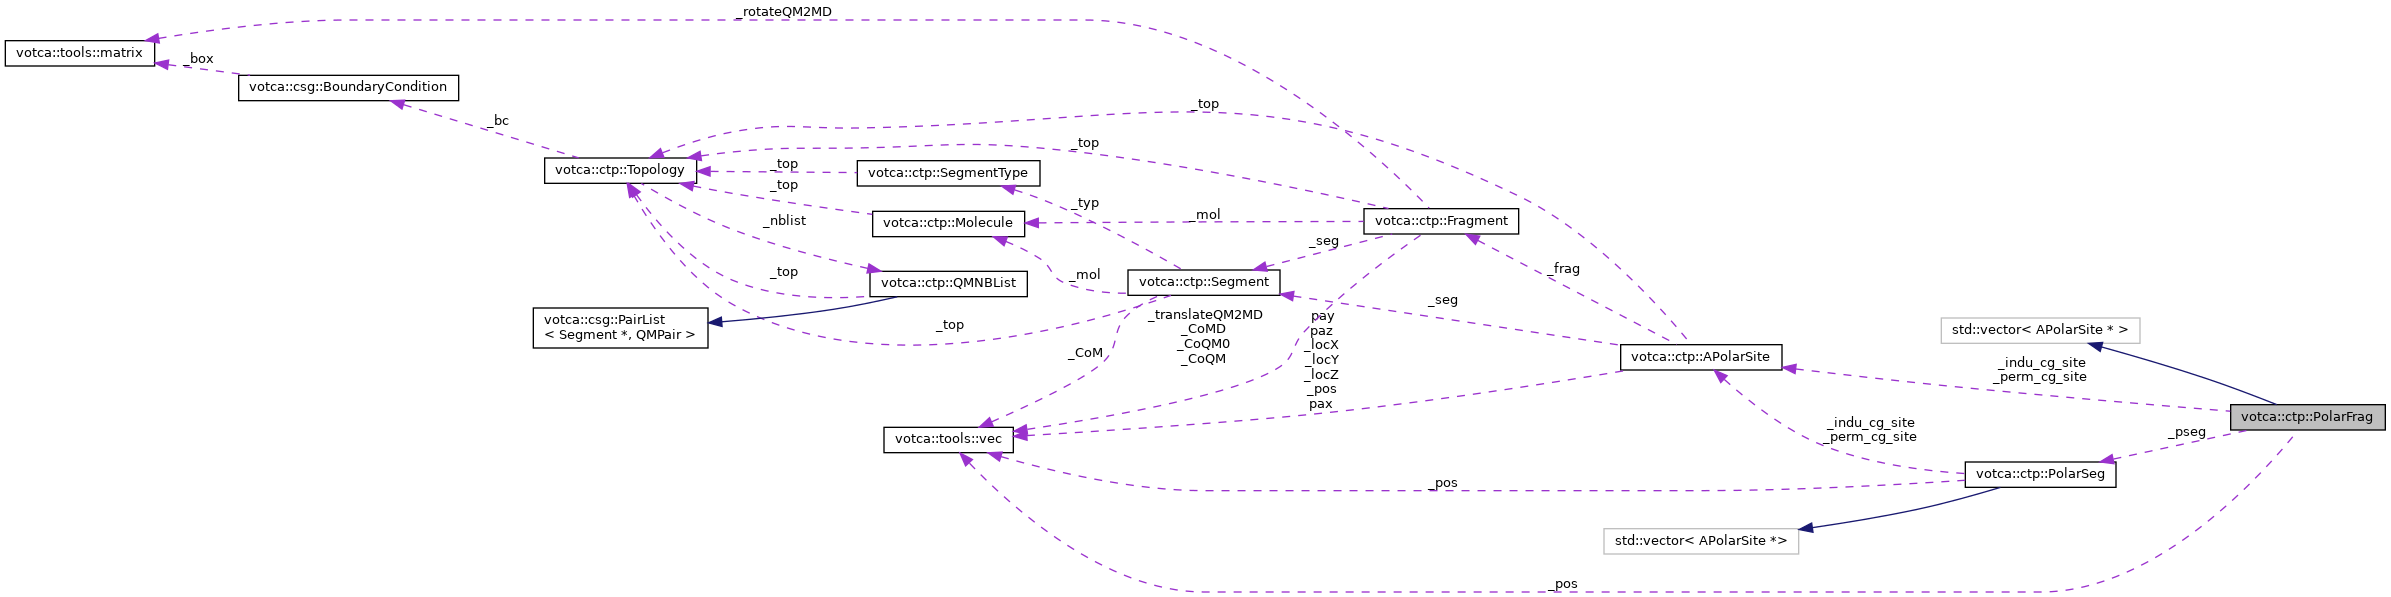 _rotateQM2MD
votca::tools::matrix
_box
votca::csg::BoundaryCondition
_top
_bc
_top
_top
votca::ctp::Topology
votca::ctp::SegmentType
_top
_typ
_mol
votca::ctp::Fragment
_nblist
votca::ctp::Molecule
_seg
_frag
_top
_mol
votca::ctp::QMNBList
votca::ctp::Segment
_seg
votca::csg::PairList
< Segment *, QMPair >
_top
_translateQM2MD
_CoMD
_CoQM0
_CoQM
pay
paz
_locX
_locY
_locZ
_pos
pax
_CoM
votca::ctp::APolarSite
std::vector< APolarSite * >
_indu_cg_site
_perm_cg_site
votca::ctp::PolarFrag
_indu_cg_site
_perm_cg_site
_pseg
votca::tools::vec
votca::ctp::PolarSeg
_pos
std::vector< APolarSite *>
_pos